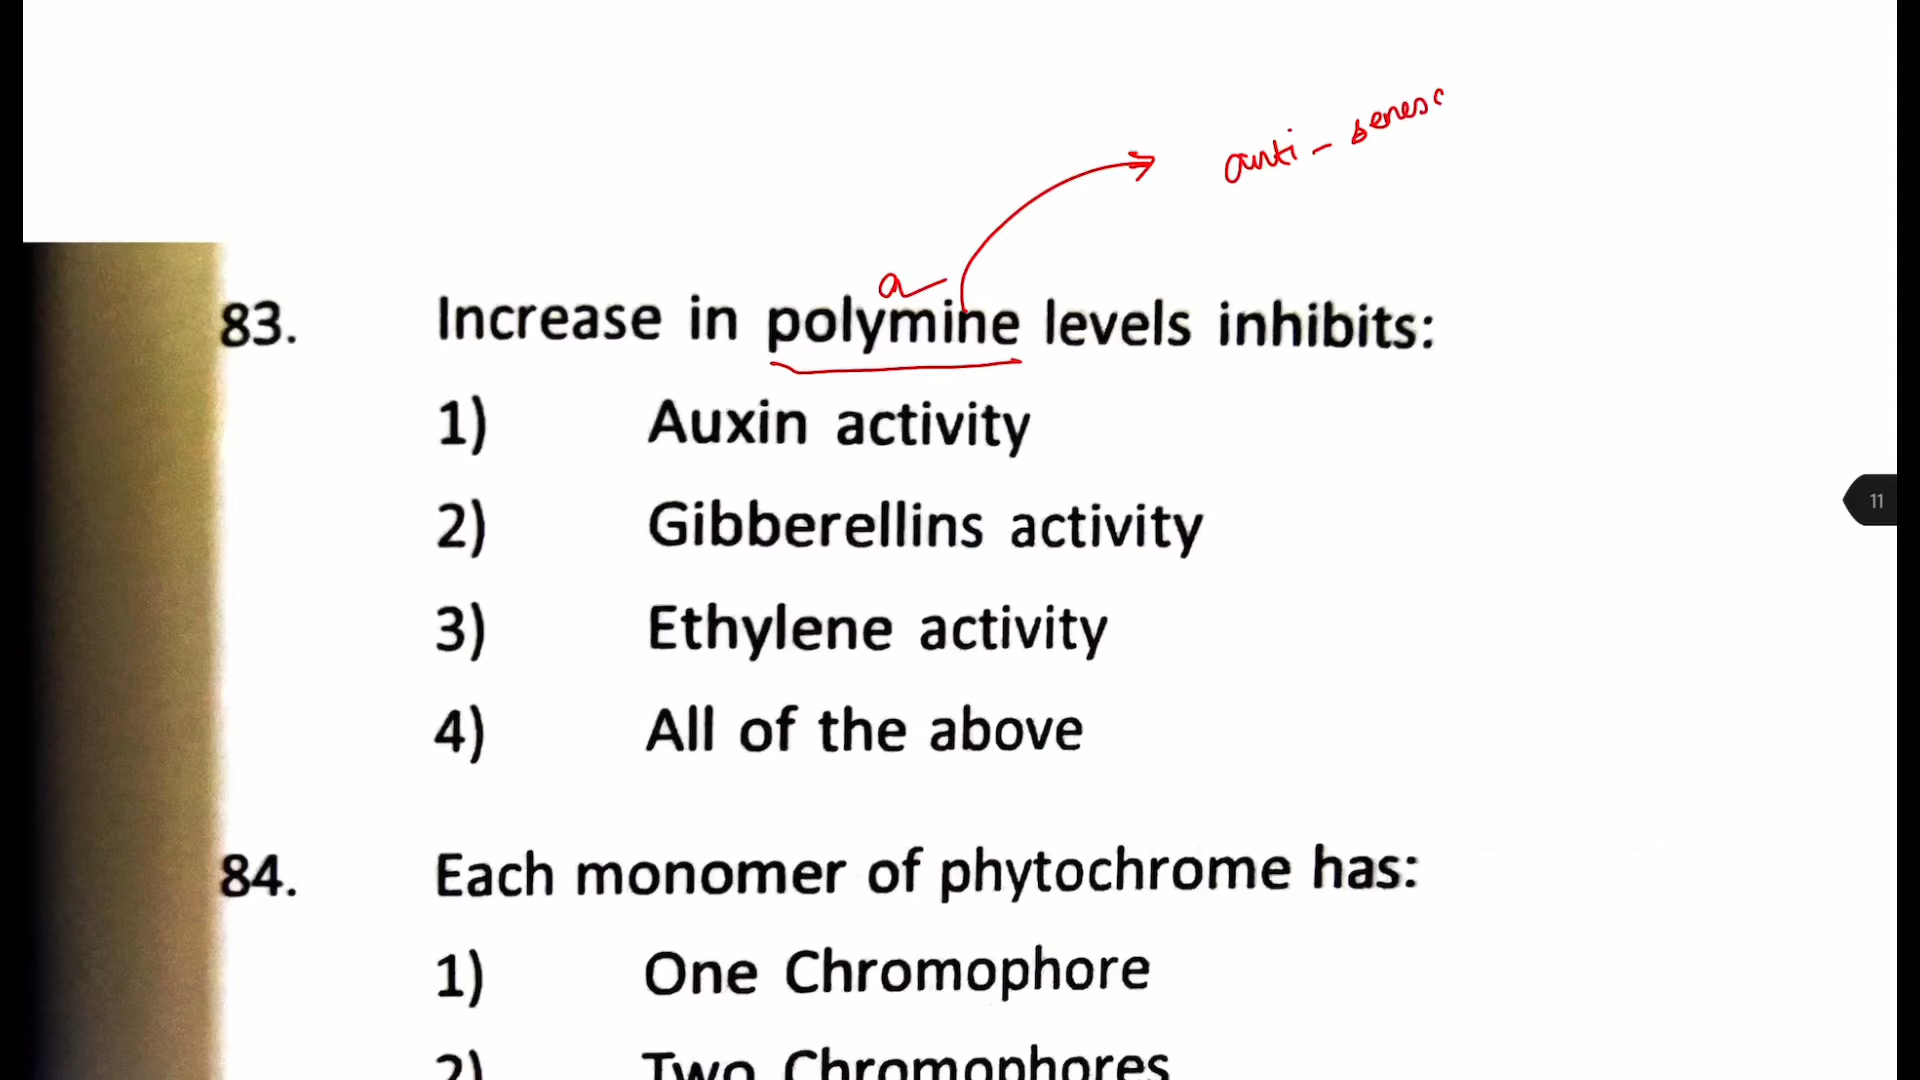 anti - senesc
a
83. Increase in polymine levels inhibits:
1) Auxin activity
2) Gibberellins activity
3) Ethylene activity
4) All of the above
11
84. Each monomer of phytochrome has:
1) One Chromophore
2) Two Chromophores